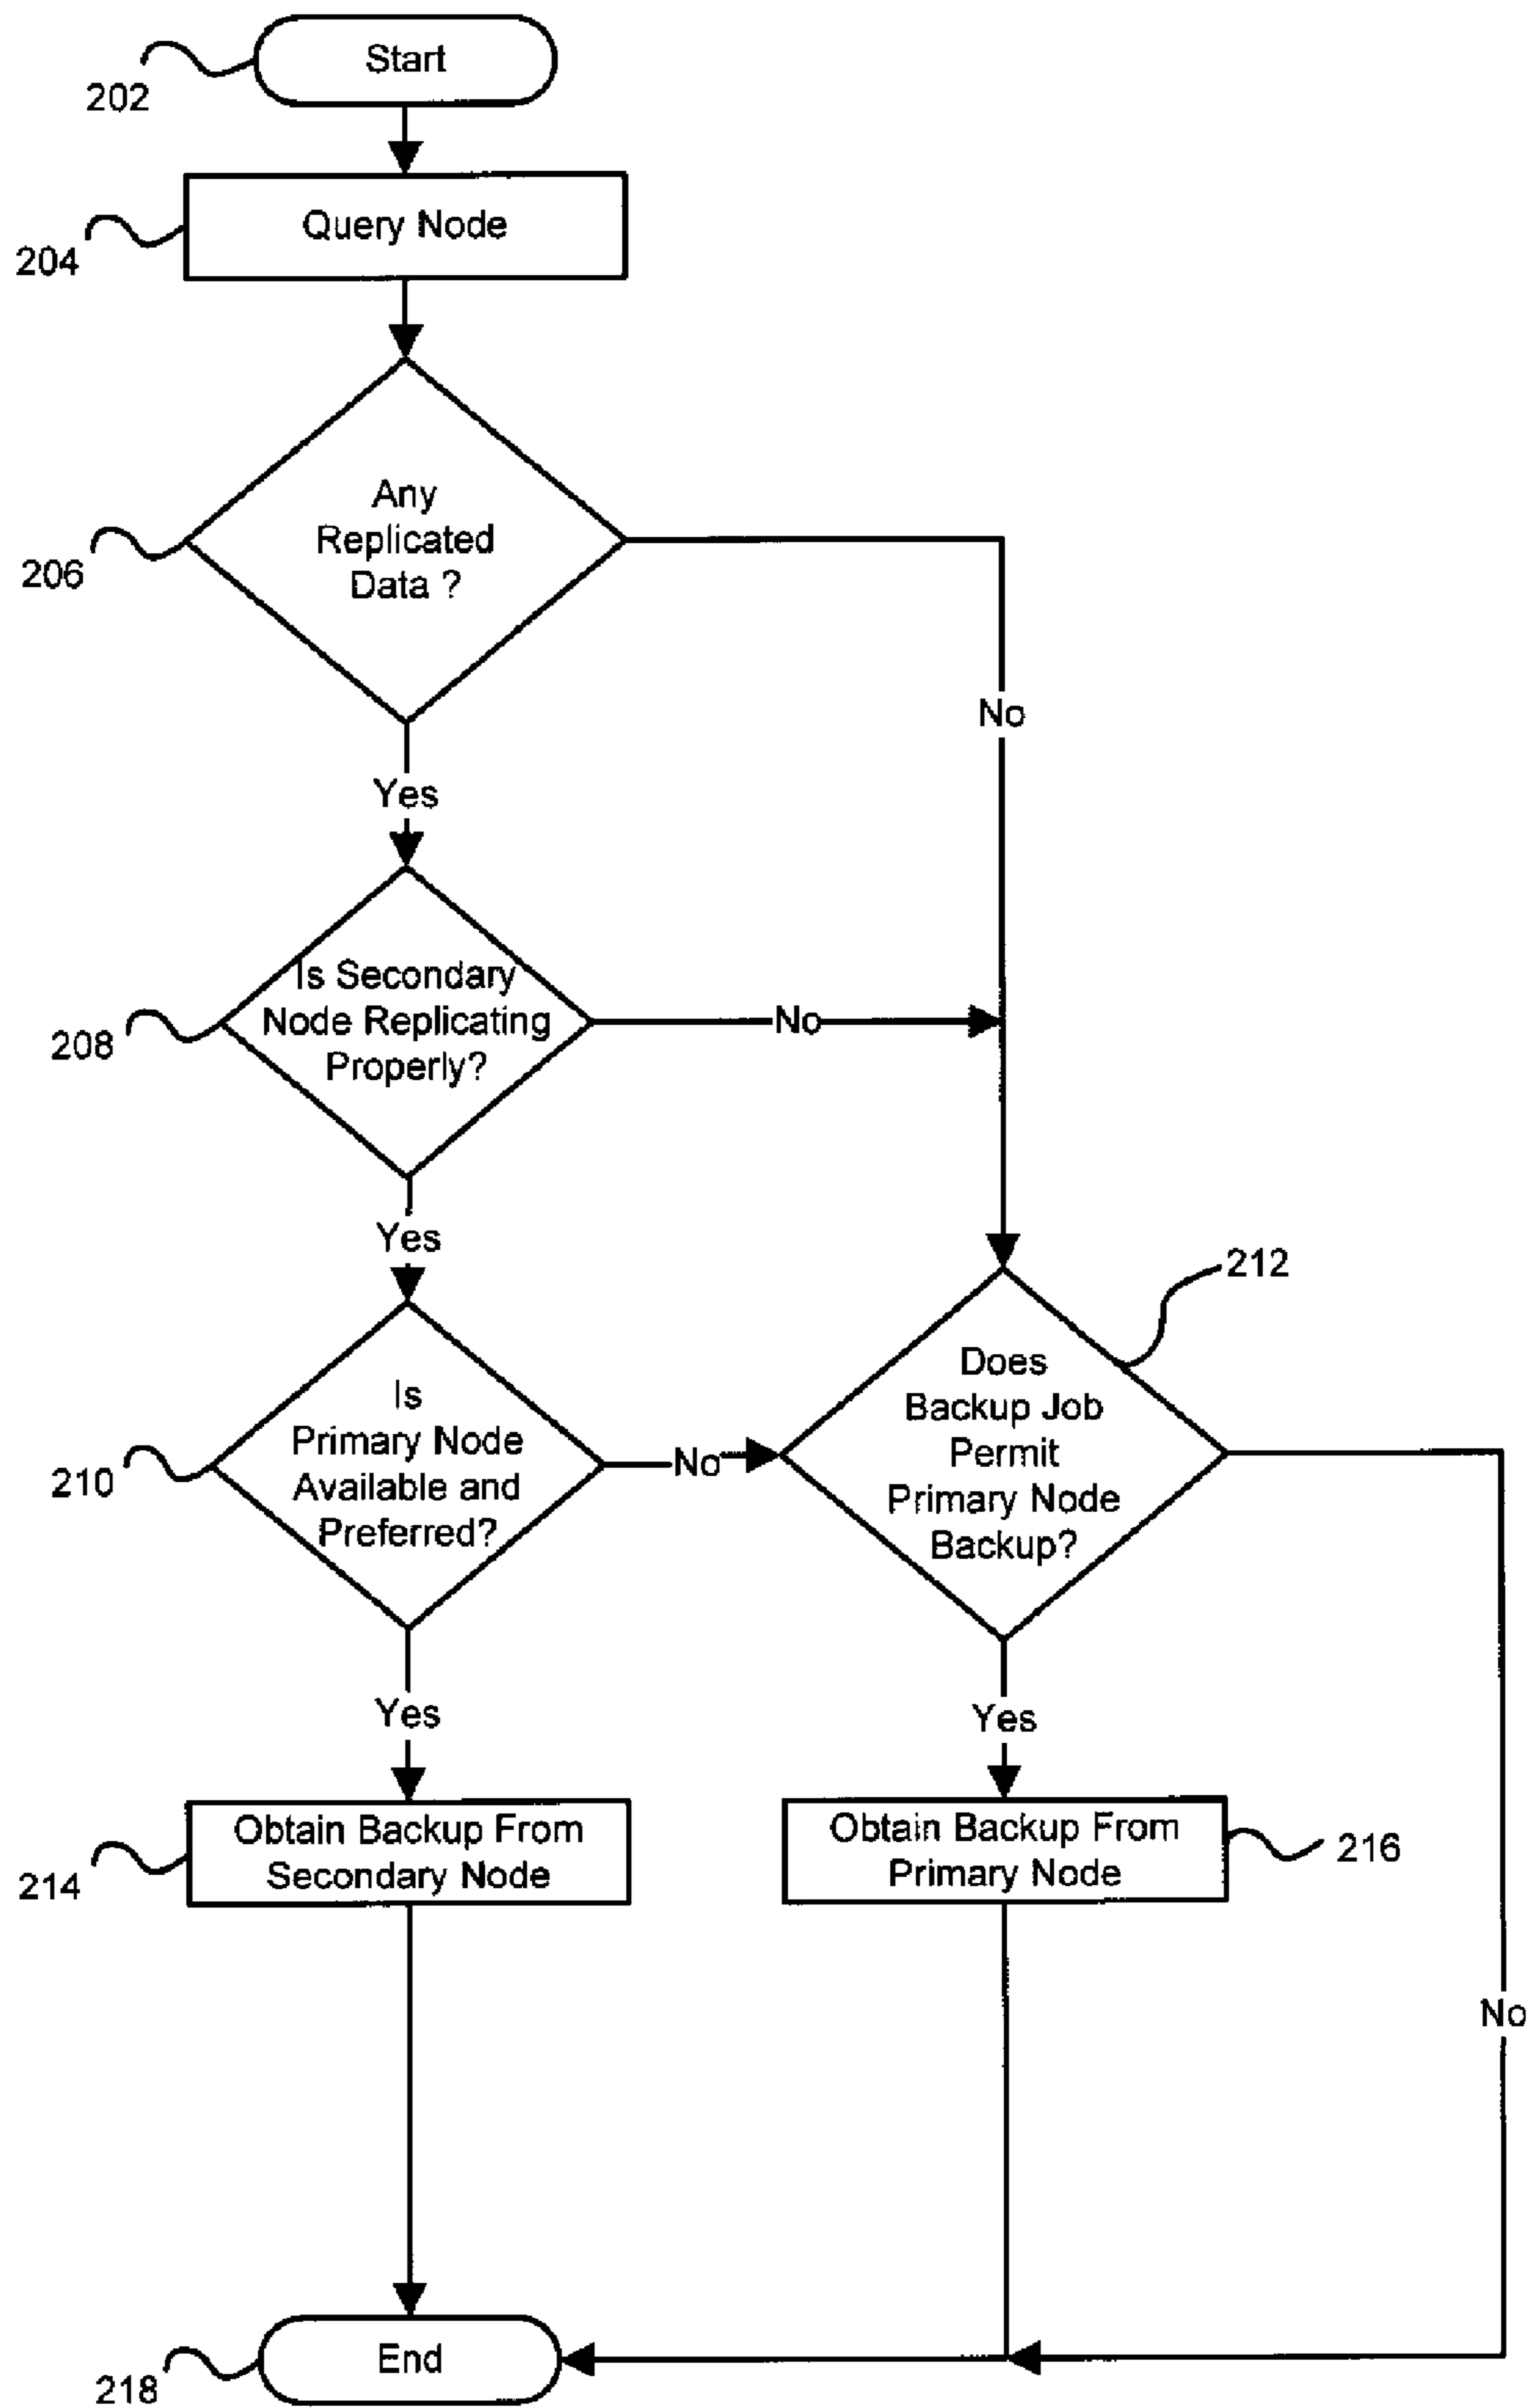 Start
202
Query Node
204
Any
Replicated
Data ?
206
No
Yes
Is Secondary
Node Replicating
Properly?
208
No
Yes
212
Is
Primary Node
Available and
Preferred?
210
No
Does
Backup Job
Permit
Primary Node
Backup?
Yes
Yes
Obtain Backup From
Secondary Node
214
Obtain Backup From
Primary Node
216
No
End
218